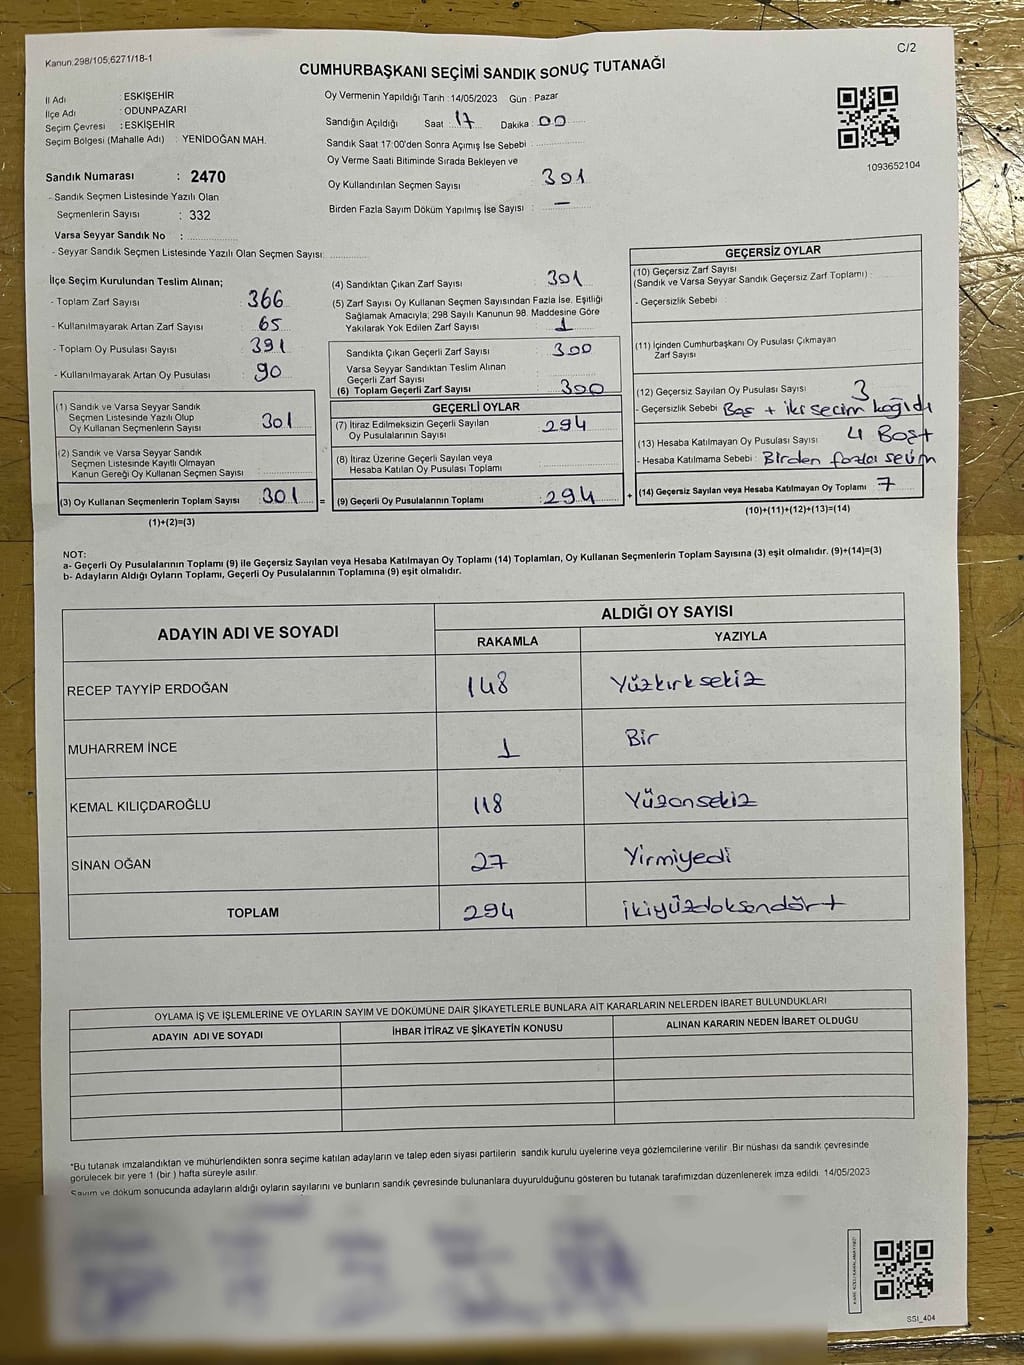 Kanun.298/105,6271/18-1
C/2
CUMHURBAŞKANI SEÇİMİ SANDIK SONUÇ TUTANAĞI
İl Adı : ESKİŞEHİR
İlçe Adı : ODUNPAZARI
Seçim Çevresi : ESKİŞEHİR
Seçim Bölgesi (Mahalle Adı) : YENİDOĞAN MAH.
Sandık Numarası : 2470
- Sandık Seçmen Listesinde Yazılı Olan
Seçmenlerin Sayısı : 332
Varsa Seyyar Sandık No :
- Seyyar Sandık Seçmen Listesinde Yazılı Olan Seçmen Sayısı:
Oy Vermenin Yapıldığı Tarih : 14/05/2023 Gün : Pazar
Sandığın Açıldığı Saat : 17 Dakika : 00
Sandık Saat 17:00'den Sonra Açımış İse Sebebi :
Oy Verme Saati Bitiminde Sırada Bekleyen ve
Oy Kullandırılan Seçmen Sayısı 301
Birden Fazla Sayım Döküm Yapılmış İse Sayısı : —
1093652104
İlçe Seçim Kurulundan Teslim Alınan;
- Toplam Zarf Sayısı 366
- Kullanılmayarak Artan Zarf Sayısı 65
- Toplam Oy Pusulası Sayısı 391
- Kullanılmayarak Artan Oy Pusulası 90
(1) Sandık ve Varsa Seyyar Sandık
Seçmen Listesinde Yazılı Olup
Oy Kullanan Seçmenlerin Sayısı 301
(2) Sandık ve Varsa Seyyar Sandık
Seçmen Listesinde Kayıtlı Olmayan
Kanun Gereği Oy Kullanan Seçmen Sayısı
(3) Oy Kullanan Seçmenlerin Toplam Sayısı 301 =
(1)+(2)=(3)
(4) Sandıktan Çıkan Zarf Sayısı 301
(5) Zarf Sayısı Oy Kullanan Seçmen Sayısından Fazla İse, Eşitliği
Sağlamak Amacıyla; 298 Sayılı Kanunun 98. Maddesine Göre
Yakılarak Yok Edilen Zarf Sayısı 1
Sandıkta Çıkan Geçerli Zarf Sayısı 300
Varsa Seyyar Sandıktan Teslim Alınan
Geçerli Zarf Sayısı
(6) Toplam Geçerli Zarf Sayısı 300
GEÇERLİ OYLAR
(7) İtiraz Edilmeksizin Geçerli Sayılan
Oy Pusulalarının Sayısı 294
(8) İtiraz Üzerine Geçerli Sayılan veya
Hesaba Katılan Oy Pusulası Toplamı
(9) Geçerli Oy Pusulalarının Toplamı : 294 +
GEÇERSİZ OYLAR
(10) Geçersiz Zarf Sayısı
(Sandık ve Varsa Seyyar Sandık Geçersiz Zarf Toplamı) :
- Geçersizlik Sebebi :
(11) İçinden Cumhurbaşkanı Oy Pusulası Çıkmayan
Zarf Sayısı
(12) Geçersiz Sayılan Oy Pusulası Sayısı : 3
- Geçersizlik Sebebi : Boş + iki seçim kağıdı
(13) Hesaba Katılmayan Oy Pusulası Sayısı : 4 Boş+
- Hesaba Katılmama Sebebi : Birden fazla seçim
(14) Geçersiz Sayılan veya Hesaba Katılmayan Oy Toplamı 7
(10)+(11)+(12)+(13)=(14)
NOT:
a- Geçerli Oy Pusulalarının Toplamı (9) ile Geçersiz Sayılan veya Hesaba Katılmayan Oy Toplamı (14) Toplamları, Oy Kullanan Seçmenlerin Toplam Sayısına (3) eşit olmalıdır. (9)+(14)=(3)
b- Adayların Aldığı Oyların Toplamı, Geçerli Oy Pusulalarının Toplamına (9) eşit olmalıdır.
ADAYIN ADI VE SOYADI
ALDIĞI OY SAYISI
RAKAMLA YAZIYLA
RECEP TAYYİP ERDOĞAN 148 Yüzkırksekiz
MUHARREM İNCE 1 Bir
KEMAL KILIÇDAROĞLU 118 Yüzonsekiz
SİNAN OĞAN 27 Yirmiyedi
TOPLAM 294 ikiyüzdoksandört
OYLAMA İŞ VE İŞLEMLERİNE VE OYLARIN SAYIM VE DÖKÜMÜNE DAİR ŞİKAYETLERLE BUNLARA AİT KARARLARIN NELERDEN İBARET BULUNDUKLARI
ADAYIN ADI VE SOYADI İHBAR İTİRAZ VE ŞİKAYETİN KONUSU ALINAN KARARIN NEDEN İBARET OLDUĞU
*Bu tutanak imzalandıktan ve mühürlendikten sonra seçime katılan adayların ve talep eden siyasi partilerin sandık kurulu üyelerine veya gözlemcilerine verilir. Bir nüshası da sandık çevresinde
görülecek bir yere 1 (bir ) hafta süreyle asılır.
Sayım ve döküm sonucunda adayların aldığı oyların sayılarını ve bunların sandık çevresinde bulunanlara duyurulduğunu gösteren bu tutanak tarafımızdan düzenlenerek imza edildi. 14/05/2023
SSI_404